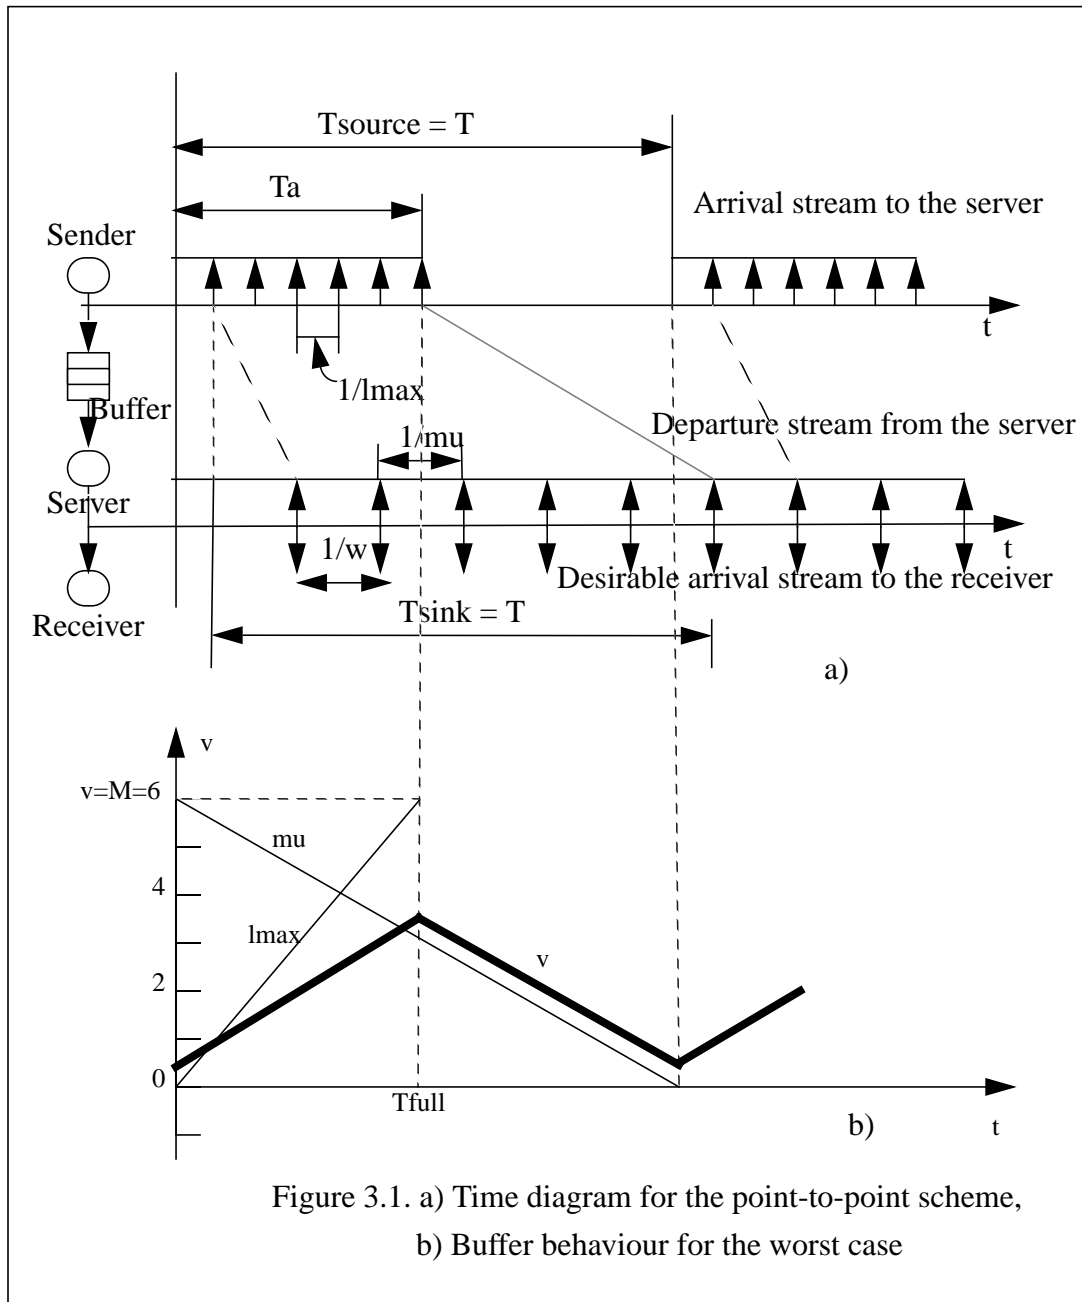 Tsource = T
Ta
Arrival stream to the server
Sender
t
1/lmax
Buffer
Departure stream from the server
1/mu
Server
t
1/w
Desirable arrival stream to the receiver
Receiver
Tsink = T
a)
v
v=M=6
mu
4
lmax
v
2
0
Tfull
b)
t
Figure 3.1. a) Time diagram for the point-to-point scheme,
b) Buffer behaviour for the worst case